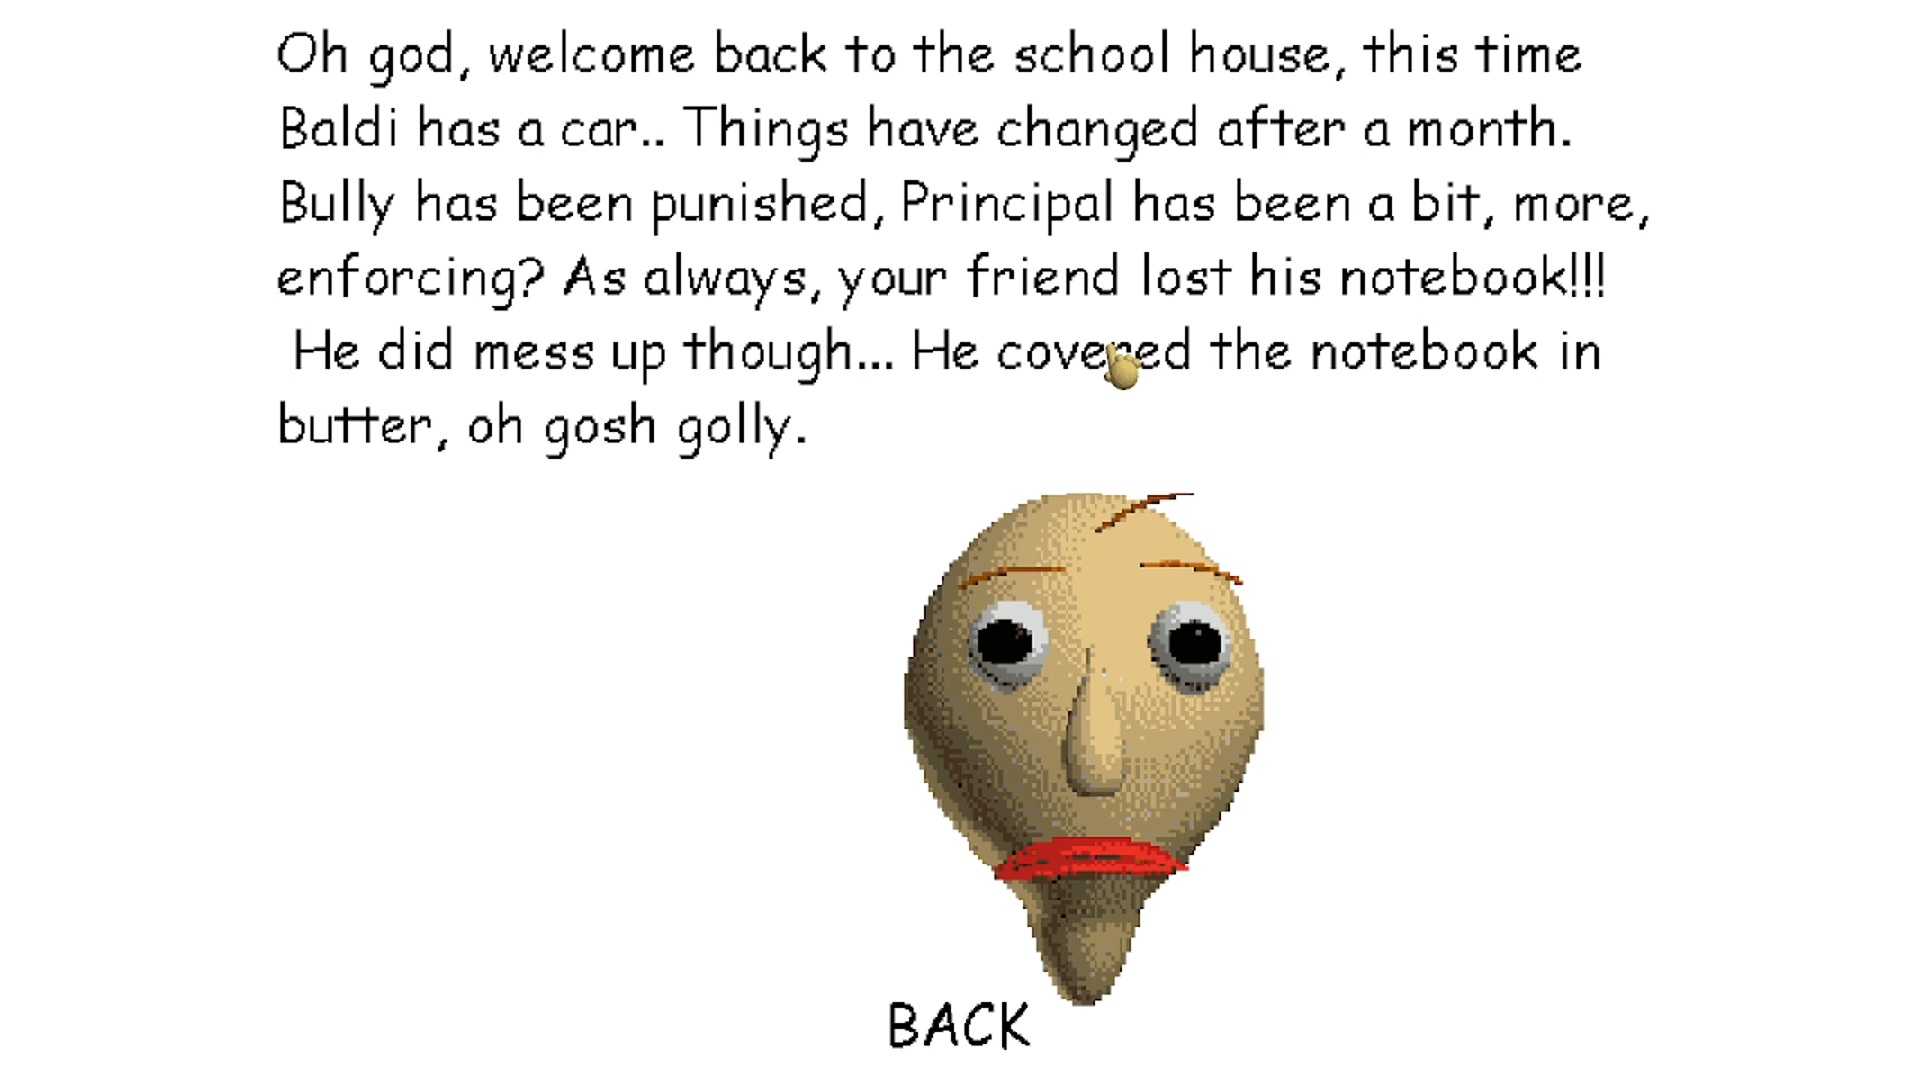 Oh god, welcome back to the school house, this time
Baldi has a car.. Things have changed after a month.
Bully has been punished, Principal has been a bit, more,
enforcing? As always, your friend lost his notebook!!!
He did mess up though... He covered the notebook in
butter, oh gosh golly.
BACK